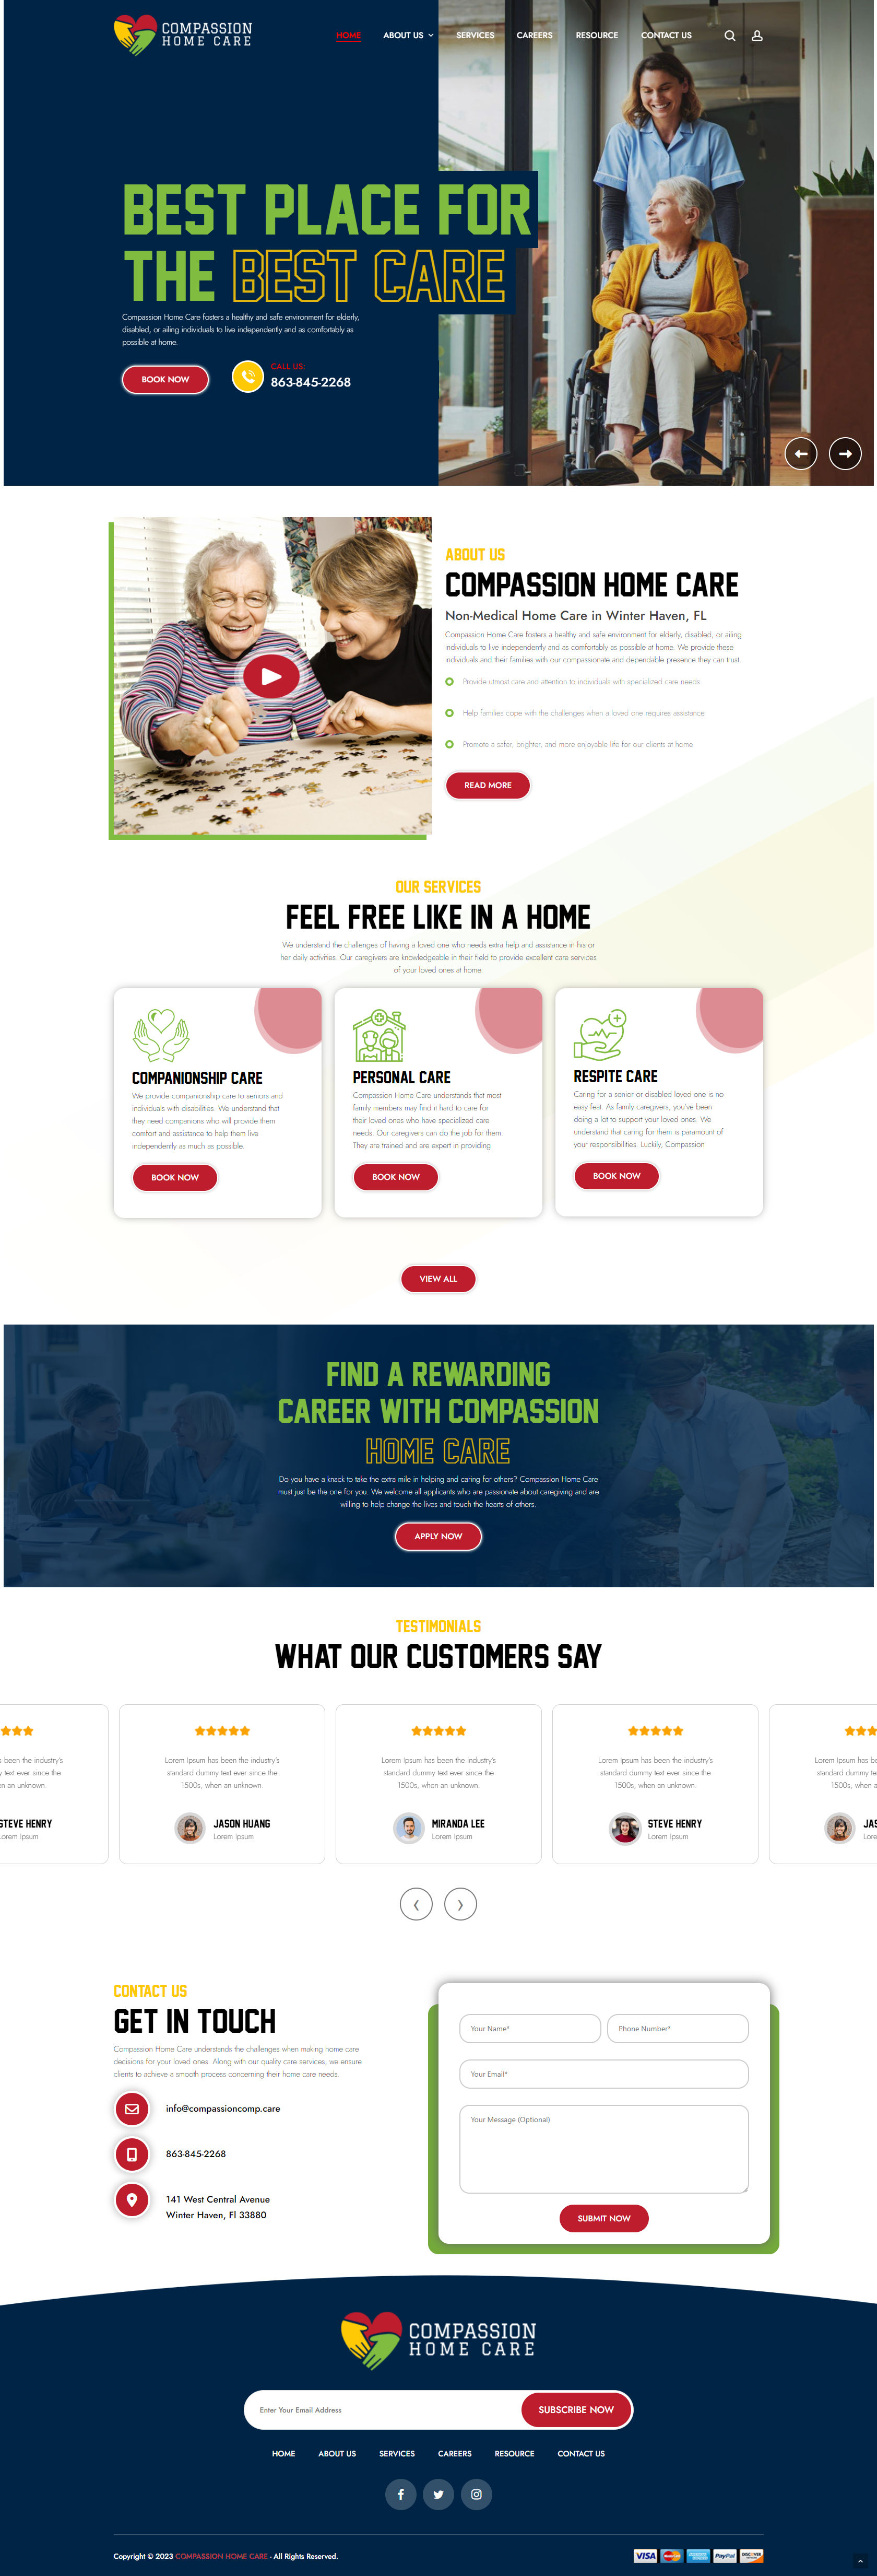 COMPASSION
HOME CARE
HOME
ABOUT US
SERVICES
CAREERS
RESOURCE
CONTACT US
BEST PLACE FOR
THE BEST CARE
Compassion Home Care fosters a healthy and safe environment for elderly,
disabled, or ailing individuals to live independently and as comfortably as
possible at home.
BOOK NOW
CALL US:
863-845-2268
ABOUT US
COMPASSION HOME CARE
Non-Medical Home Care in Winter Haven, FL
Compassion Home Care fosters a healthy and safe environment for elderly, disabled, or ailing
individuals to live independently and as comfortably as possible at home. We provide these
individuals and their families with our compassionate and dependable presence they can trust.
Provide utmost care and attention to individuals with specialized care needs
Help families cope with the challenges when a loved one requires assistance
Promote a safer, brighter, and more enjoyable life for our clients at home
READ MORE
OUR SERVICES
FEEL FREE LIKE IN A HOME
We understand the challenges of having a loved one who needs extra help and assistance in his or
her daily activities. Our caregivers are knowledgeable in their field to provide excellent care services
of your loved ones at home.
COMPANIONSHIP CARE
We provide companionship care to seniors and
individuals with disabilities. We understand that
they need companions who will provide them
comfort and assistance to help them live
independently as much as possible.
BOOK NOW
PERSONAL CARE
Compassion Home Care understands that most
family members may find it hard to care for
their loved ones who have specialized care
needs. Our caregivers can do the job for them.
They are trained and are expert in providing
BOOK NOW
RESPITE CARE
Caring for a senior or disabled loved one is no
easy feat. As family caregivers, you've been
doing a lot to support your loved ones. We
understand that caring for them is paramount of
your responsibilities. Luckily, Compassion
BOOK NOW
VIEW ALL
FIND A REWARDING
CAREER WITH COMPASSION
HOME CARE
Do you have a knack to take the extra mile in helping and caring for others? Compassion Home Care
must just be the one for you. We welcome all applicants who are passionate about caregiving and are
willing to help change the lives and touch the hearts of others.
APPLY NOW
TESTIMONIALS
WHAT OUR CUSTOMERS SAY
s been the industry's
y text ever since the
en an unknown.
STEVE HENRY
Lorem Ipsum
Lorem Ipsum has been the industry's
standard dummy text ever since the
1500s, when an unknown.
JASON HUANG
Lorem Ipsum
Lorem Ipsum has been the industry's
standard dummy text ever since the
1500s, when an unknown.
MIRANDA LEE
Lorem Ipsum
Lorem Ipsum has been the industry's
standard dummy text ever since the
1500s, when an unknown.
STEVE HENRY
Lorem Ipsum
Lorem Ipsum has be
standard dummy te
1500s, when a
JAS
Lore
CONTACT US
GET IN TOUCH
Compassion Home Care understands the challenges when making home care
decisions for your loved ones. Along with our quality care services, we ensure
clients to achieve a smooth process concerning their home care needs.
info@compassioncomp.care
863-845-2268
141 West Central Avenue
Winter Haven, Fl 33880
Your Name*
Phone Number*
Your Email*
Your Message (Optional)
SUBMIT NOW
COMPASSION
HOME CARE
Enter Your Email Address
SUBSCRIBE NOW
HOME
ABOUT US
SERVICES
CAREERS
RESOURCE
CONTACT US
Copyright © 2023 COMPASSION HOME CARE - All Rights Reserved.
VISA
MasterCard
PayPal
DISCOVER